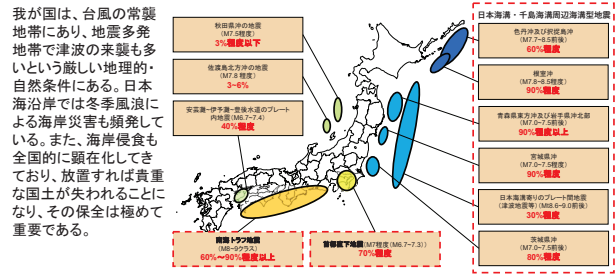 我が国は、台風の常襲
地帯にあり、地震多発
地帯で津波の来襲も多
いという厳しい地理的・
自然条件にある。日本
海沿岸では冬季風浪に
よる海岸災害も頻発して
いる。また、海岸侵食も
全国的に顕在化してき
ており、放置すれば貴重
な国土が失われることに
なり、その保全は極めて
重要である。
秋田県沖の地震
(M7.5程度)
3%程度以下
佐渡島北方沖の地震
(M7.8程度)
3~6%
安芸灘~伊予灘~豊後水道のプレート
内地震(M6.7~7.4)
40%程度
南海トラフ地震
(M8~9クラス)
60%~90%程度以上
首都直下地震(M7程度(M6.7~7.3))
70%程度
日本海溝・千島海溝周辺海溝型地震
色丹沖及び択捉島沖
(M7.7~8.5前後)
60%程度
根室沖
(M7.8~8.5程度)
90%程度
青森県東方沖及び岩手県沖北部
(M7.0~7.5前後)
90%程度以上
宮城県沖
(M7.0~7.5前後)
90%程度
日本海溝寄りのプレート間地震
(津波地震等)(Mt8.6~9.0前後)
30%程度
茨城県沖
(M7.0~7.5前後)
80%程度